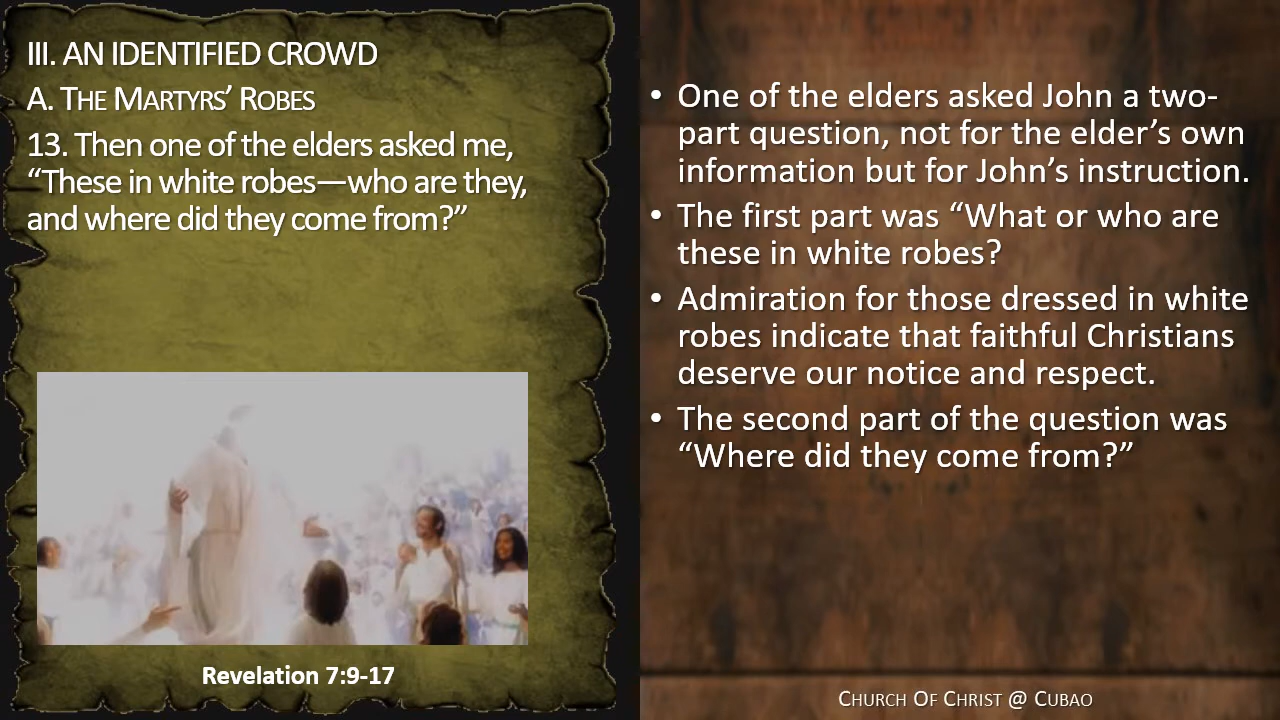 III. AN IDENTIFIED CROWD
A. THE MARTYRS’ ROBES
13. Then one of the elders asked me,
“These in white robes—who are they,
and where did they come from?”
Revelation 7:9-17
• One of the elders asked John a two-
part question, not for the elder’s own
information but for John’s instruction.
• The first part was “What or who are
these in white robes?
• Admiration for those dressed in white
robes indicate that faithful Christians
deserve our notice and respect.
• The second part of the question was
“Where did they come from?”
CHURCH OF CHRIST @ CUBAO